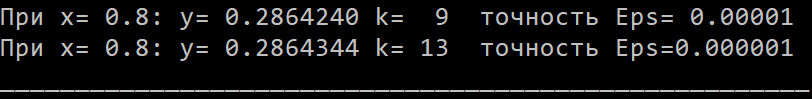 При x= 0.8: y= 0.2864240 k=  9  точность Eps= 0.00001
При x= 0.8: y= 0.2864344 k= 13  точность Eps=0.000001
______________________________________________________